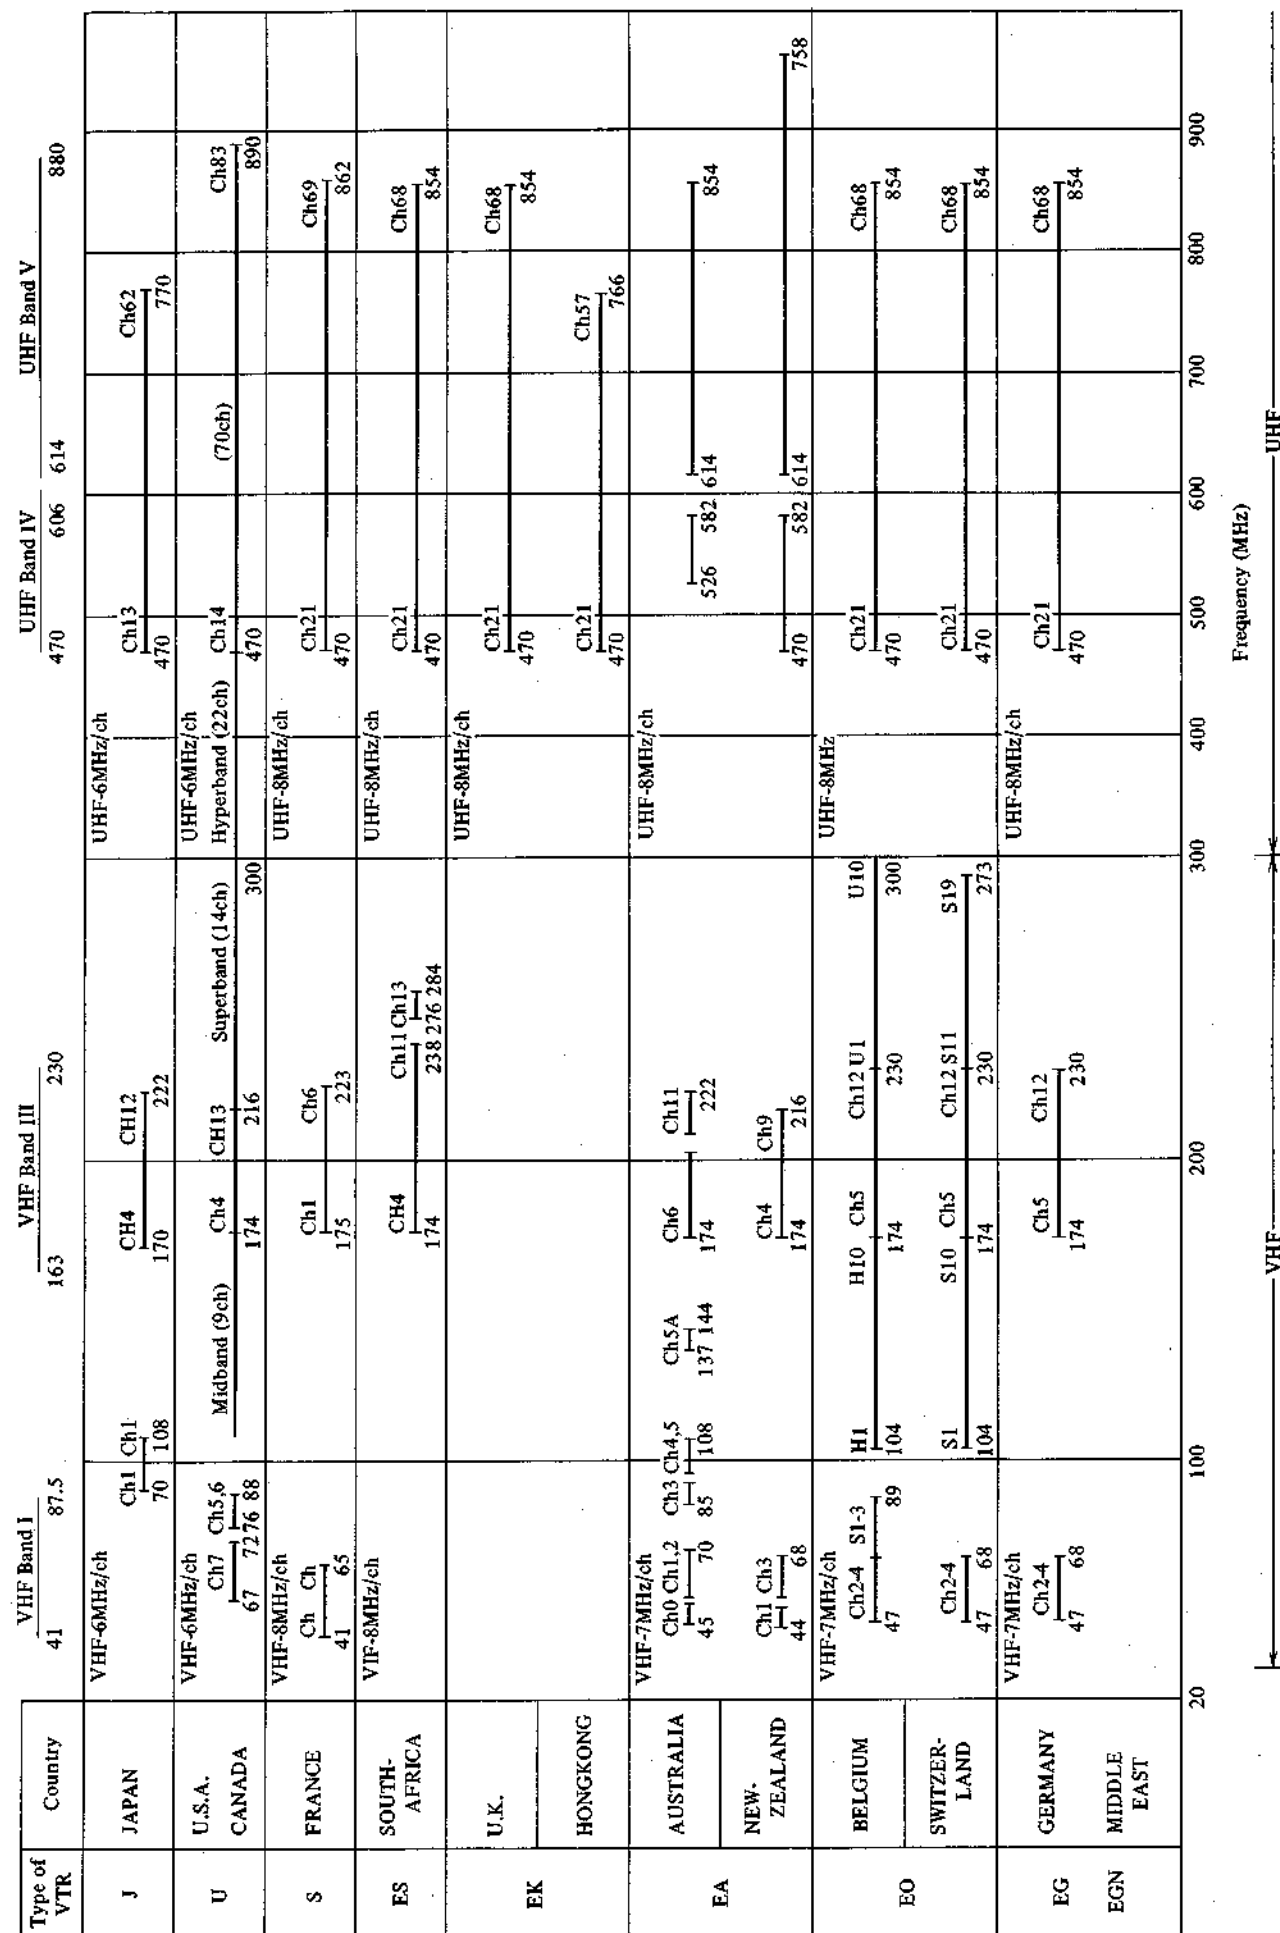 VHF Band I VHF Band III UHF Band IV UHF Band V
41 87.5 163 230 470 606 614 880
Type of VTR Country
J JAPAN
VHF-6MHz/ch UHF-6MHz/ch
Ch1 Ch1 CH4 CH12 Ch13 Ch62
70 108 170 222 470 770
U U.S.A. CANADA
VHF-6MHz/ch UHF-6MHz/ch
Ch7 Ch5,6 Midband (9ch) Ch4 CH13 Superband (14ch) Hyperband (22ch) Ch14 (70ch) Ch83
67 72 76 88 174 216 300 470 890
S FRANCE
VHF-8MHz/ch UHF-8MHz/ch
Ch Ch Ch1 Ch6 Ch21 Ch69
41 65 175 223 470 862
ES SOUTH-AFRICA
VIF-8MHz/ch UHF-8MHz/ch
CH4 Ch11 Ch13 Ch21 Ch68
174 238 276 284 470 854
EK U.K.
UHF-8MHz/ch
Ch21 Ch68
470 854
HONGKONG
Ch21 Ch57
470 766
EA AUSTRALIA
VHF-7MHz/ch UHF-8MHz/ch
Ch0 Ch1,2 Ch3 Ch4,5 Ch5A Ch6 Ch11
45 70 85 108 137 144 174 222 526 582 614 854
NEW-ZEALAND
Ch1 Ch3 Ch4 Ch9
44 68 174 216 470 582 614 758
EO BELGIUM
VHF-7MHz/ch UHF-8MHz
Ch2-4 S1-3 H1 H10 Ch5 Ch12 U1 U10 Ch21 Ch68
47 89 104 174 230 300 470 854
SWITZER-LAND
Ch2-4 S1 S10 Ch5 Ch12 S11 S19 Ch21 Ch68
47 68 104 174 230 273 470 854
EG GERMANY
VHF-7MHz/ch UHF-8MHz/ch
Ch2-4 Ch5 Ch12 Ch21 Ch68
47 68 174 230 470 854
EGN MIDDLE EAST
20 100 200 300 400 500 600 700 800 900
Frequency (MHz)
VHF UHF